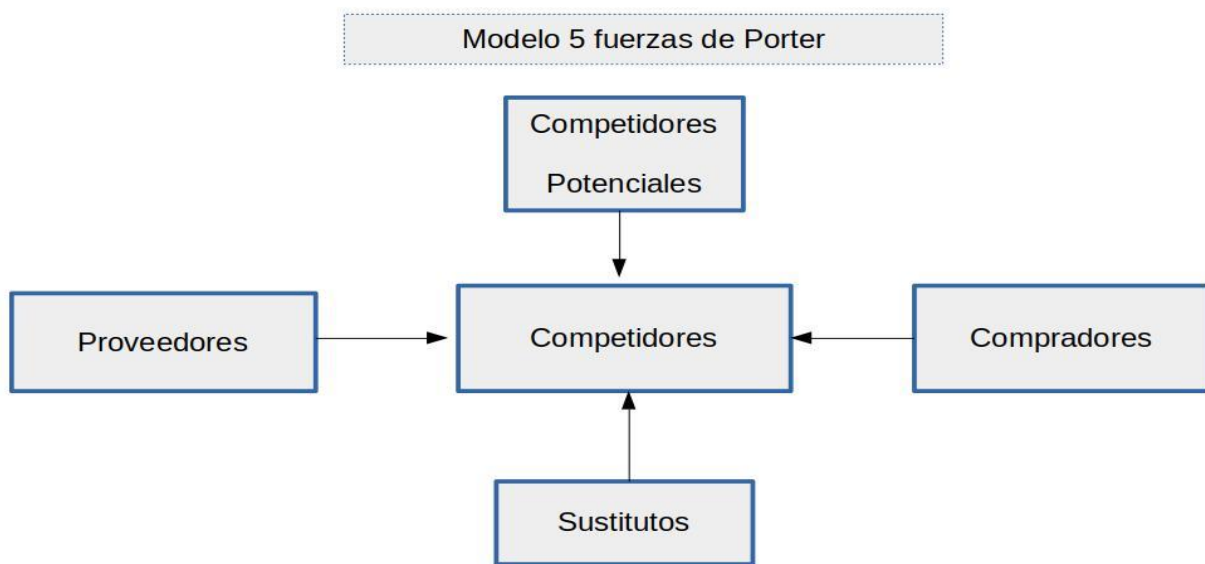 Modelo 5 fuerzas de Porter
Competidores
Potenciales
Proveedores
Competidores
Compradores
Sustitutos